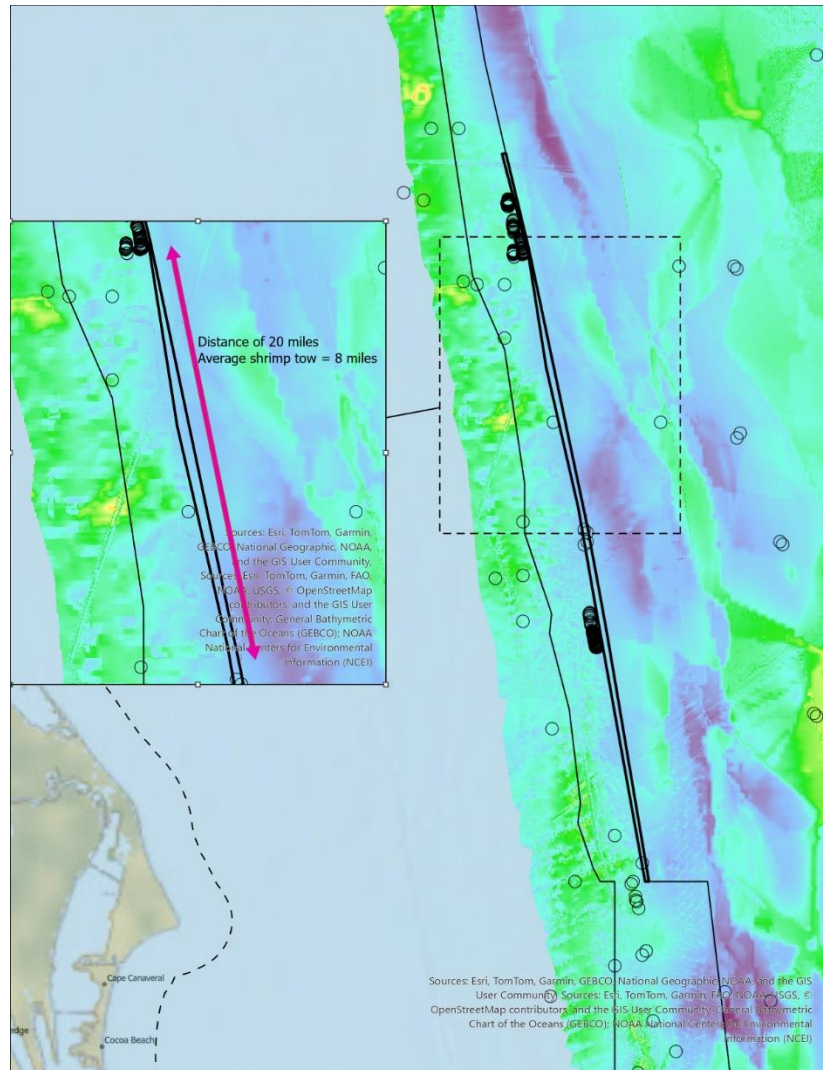 Distance of 20 miles
Average shrimp tow = 8 miles
Sources: Esri, TomTom, Garmin,
GEBCO, National Geographic, NOAA,
and the GIS User Community,
Sources: Esri, TomTom, Garmin, FAO,
NOAA, USGS, © OpenStreetMap
contributors, and the GIS User
Community, General Bathymetric
Chart of the Oceans (GEBCO); NOAA
National Centers for Environmental
Information (NCEI)
Cape Canaveral
edge
Cocoa Beach
Sources: Esri, TomTom, Garmin, GEBCO, National Geographic, NOAA, and the GIS
User Community, Sources: Esri, TomTom, Garmin, FAO, NOAA, USGS, ©
OpenStreetMap contributors, and the GIS User Community, General Bathymetric
Chart of the Oceans (GEBCO); NOAA National Centers for Environmental
Information (NCEI)